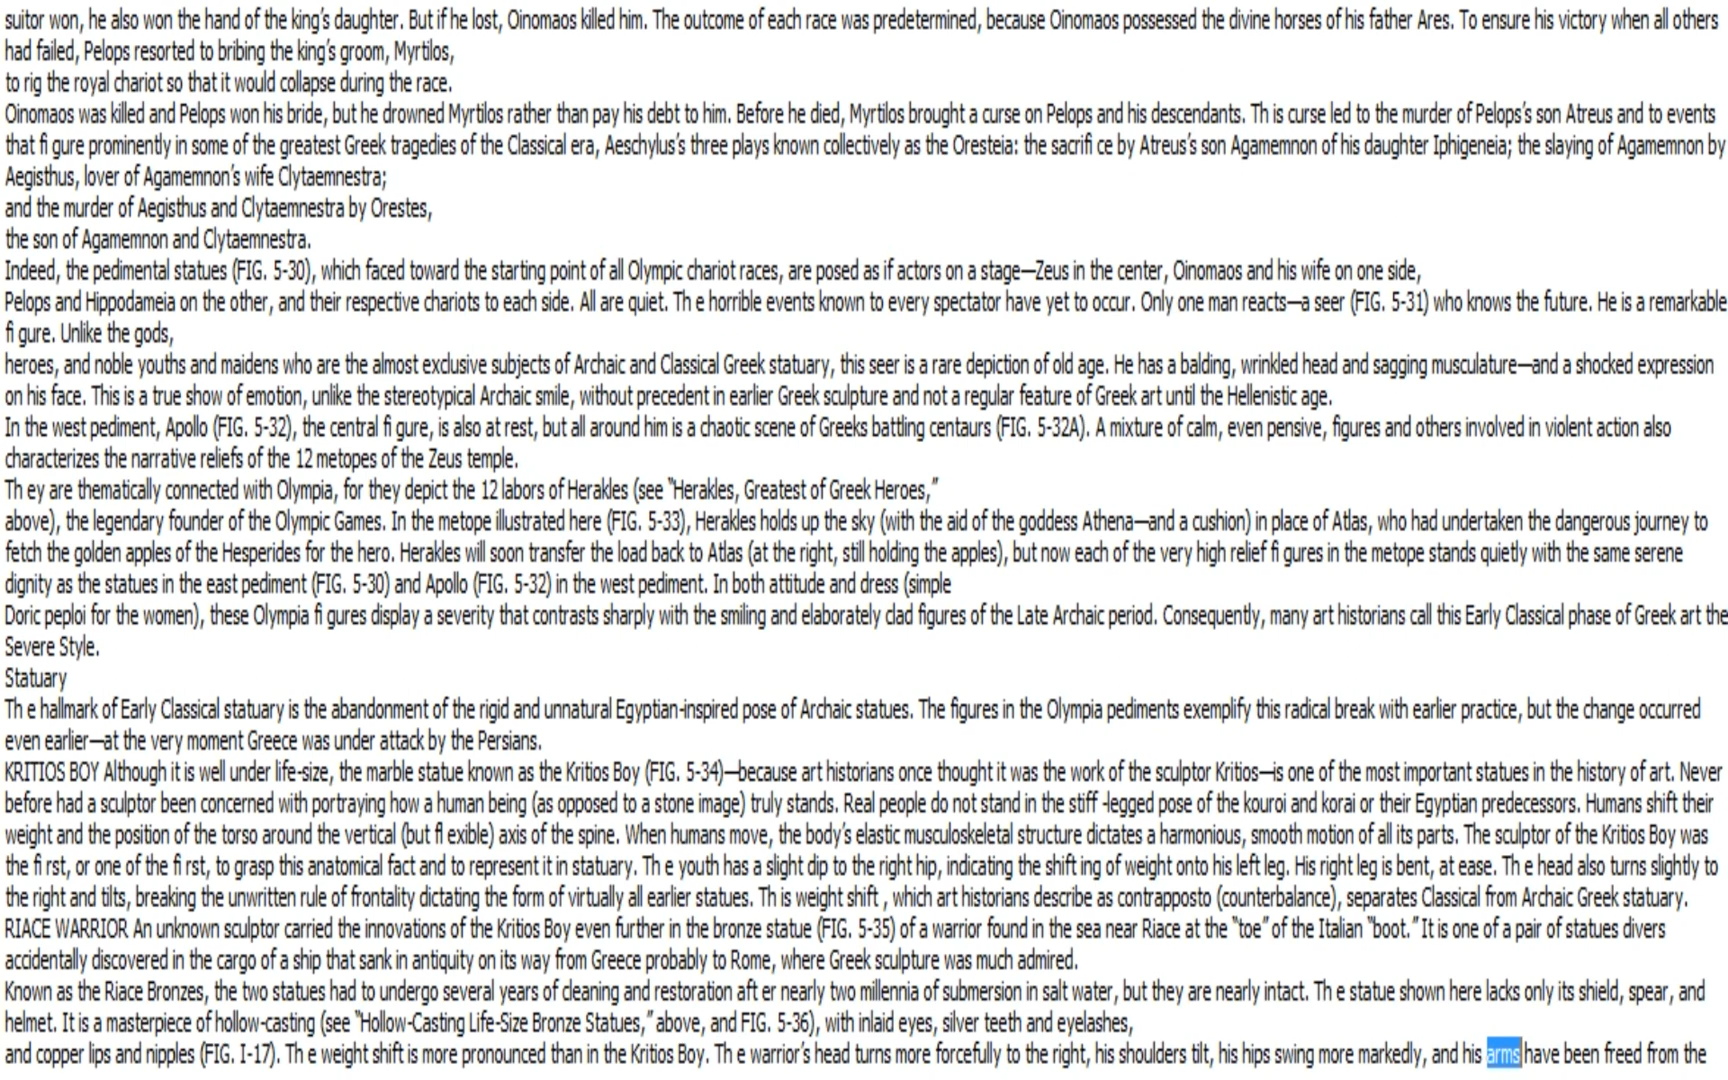 suitor won, he also won the hand of the king's daughter. But if he lost, Oinomaos killed him. The outcome of each race was predetermined, because Oinomaos possessed the divine horses of his father Ares. To ensure his victory when all others
had failed, Pelops resorted to bribing the king's groom, Myrtilos,
to rig the royal chariot so that it would collapse during the race.
Oinomaos was killed and Pelops won his bride, but he drowned Myrtilos rather than pay his debt to him. Before he died, Myrtilos brought a curse on Pelops and his descendants. Th is curse led to the murder of Pelops's son Atreus and to events
that fi gure prominently in some of the greatest Greek tragedies of the Classical era, Aeschylus's three plays known collectively as the Oresteia: the sacrifi ce by Atreus's son Agamemnon of his daughter Iphigeneia; the slaying of Agamemnon by
Aegisthus, lover of Agamemnon's wife Clytaemnestra;
and the murder of Aegisthus and Clytaemnestra by Orestes,
the son of Agamemnon and Clytaemnestra.
Indeed, the pedimental statues (FIG. 5-30), which faced toward the starting point of all Olympic chariot races, are posed as if actors on a stage—Zeus in the center, Oinomaos and his wife on one side,
Pelops and Hippodameia on the other, and their respective chariots to each side. All are quiet. Th e horrible events known to every spectator have yet to occur. Only one man reacts—a seer (FIG. 5-31) who knows the future. He is a remarkable
fi gure. Unlike the gods,
heroes, and noble youths and maidens who are the almost exclusive subjects of Archaic and Classical Greek statuary, this seer is a rare depiction of old age. He has a balding, wrinkled head and sagging musculature—and a shocked expression
on his face. This is a true show of emotion, unlike the stereotypical Archaic smile, without precedent in earlier Greek sculpture and not a regular feature of Greek art until the Hellenistic age.
In the west pediment, Apollo (FIG. 5-32), the central fi gure, is also at rest, but all around him is a chaotic scene of Greeks battling centaurs (FIG. 5-32A). A mixture of calm, even pensive, figures and others involved in violent action also
characterizes the narrative reliefs of the 12 metopes of the Zeus temple.
Th ey are thematically connected with Olympia, for they depict the 12 labors of Herakles (see "Herakles, Greatest of Greek Heroes,"
above), the legendary founder of the Olympic Games. In the metope illustrated here (FIG. 5-33), Herakles holds up the sky (with the aid of the goddess Athena—and a cushion) in place of Atlas, who had undertaken the dangerous journey to
fetch the golden apples of the Hesperides for the hero. Herakles will soon transfer the load back to Atlas (at the right, still holding the apples), but now each of the very high relief fi gures in the metope stands quietly with the same serene
dignity as the statues in the east pediment (FIG. 5-30) and Apollo (FIG. 5-32) in the west pediment. In both attitude and dress (simple
Doric peploi for the women), these Olympia fi gures display a severity that contrasts sharply with the smiling and elaborately clad figures of the Late Archaic period. Consequently, many art historians call this Early Classical phase of Greek art the
Severe Style.
Statuary
Th e hallmark of Early Classical statuary is the abandonment of the rigid and unnatural Egyptian-inspired pose of Archaic statues. The figures in the Olympia pediments exemplify this radical break with earlier practice, but the change occurred
even earlier—at the very moment Greece was under attack by the Persians.
KRITIOS BOY Although it is well under life-size, the marble statue known as the Kritios Boy (FIG. 5-34)—because art historians once thought it was the work of the sculptor Kritios—is one of the most important statues in the history of art. Never
before had a sculptor been concerned with portraying how a human being (as opposed to a stone image) truly stands. Real people do not stand in the stiff -legged pose of the kouroi and korai or their Egyptian predecessors. Humans shift their
weight and the position of the torso around the vertical (but fl exible) axis of the spine. When humans move, the body's elastic musculoskeletal structure dictates a harmonious, smooth motion of all its parts. The sculptor of the Kritios Boy was
the fi rst, or one of the fi rst, to grasp this anatomical fact and to represent it in statuary. Th e youth has a slight dip to the right hip, indicating the shift ing of weight onto his left leg. His right leg is bent, at ease. Th e head also turns slightly to
the right and tilts, breaking the unwritten rule of frontality dictating the form of virtually all earlier statues. Th is weight shift , which art historians describe as contrapposto (counterbalance), separates Classical from Archaic Greek statuary.
RIACE WARRIOR An unknown sculptor carried the innovations of the Kritios Boy even further in the bronze statue (FIG. 5-35) of a warrior found in the sea near Riace at the "toe" of the Italian "boot." It is one of a pair of statues divers
accidentally discovered in the cargo of a ship that sank in antiquity on its way from Greece probably to Rome, where Greek sculpture was much admired.
Known as the Riace Bronzes, the two statues had to undergo several years of cleaning and restoration aft er nearly two millennia of submersion in salt water, but they are nearly intact. Th e statue shown here lacks only its shield, spear, and
helmet. It is a masterpiece of hollow-casting (see "Hollow-Casting Life-Size Bronze Statues," above, and FIG. 5-36), with inlaid eyes, silver teeth and eyelashes,
and copper lips and nipples (FIG. I-17). Th e weight shift is more pronounced than in the Kritios Boy. Th e warrior's head turns more forcefully to the right, his shoulders tilt, his hips swing more markedly, and his arms have been freed from the